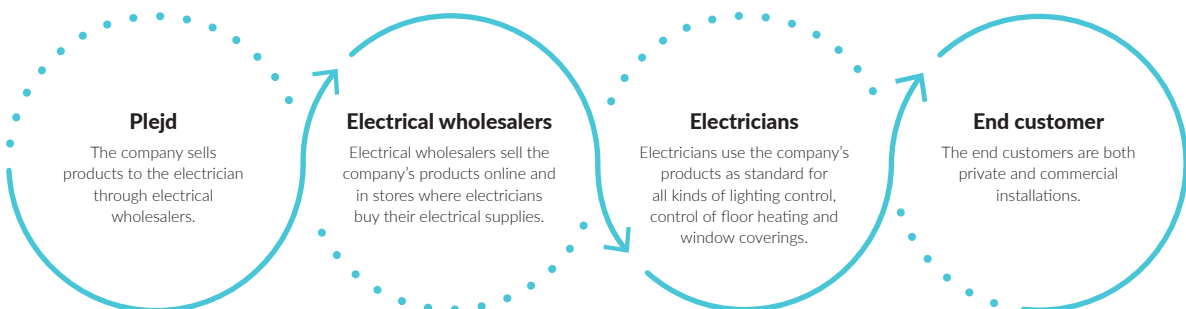 Plejd
The company sells
products to the electrician
through electrical
wholesalers.
Electrical wholesalers
Electrical wholesalers sell the
company's products online and
in stores where electricians
buy their electrical supplies.
Electricians
Electricians use the company's
products as standard for
all kinds of lighting control,
control of floor heating and
window coverings.
End customer
The end customers are both
private and commercial
installations.